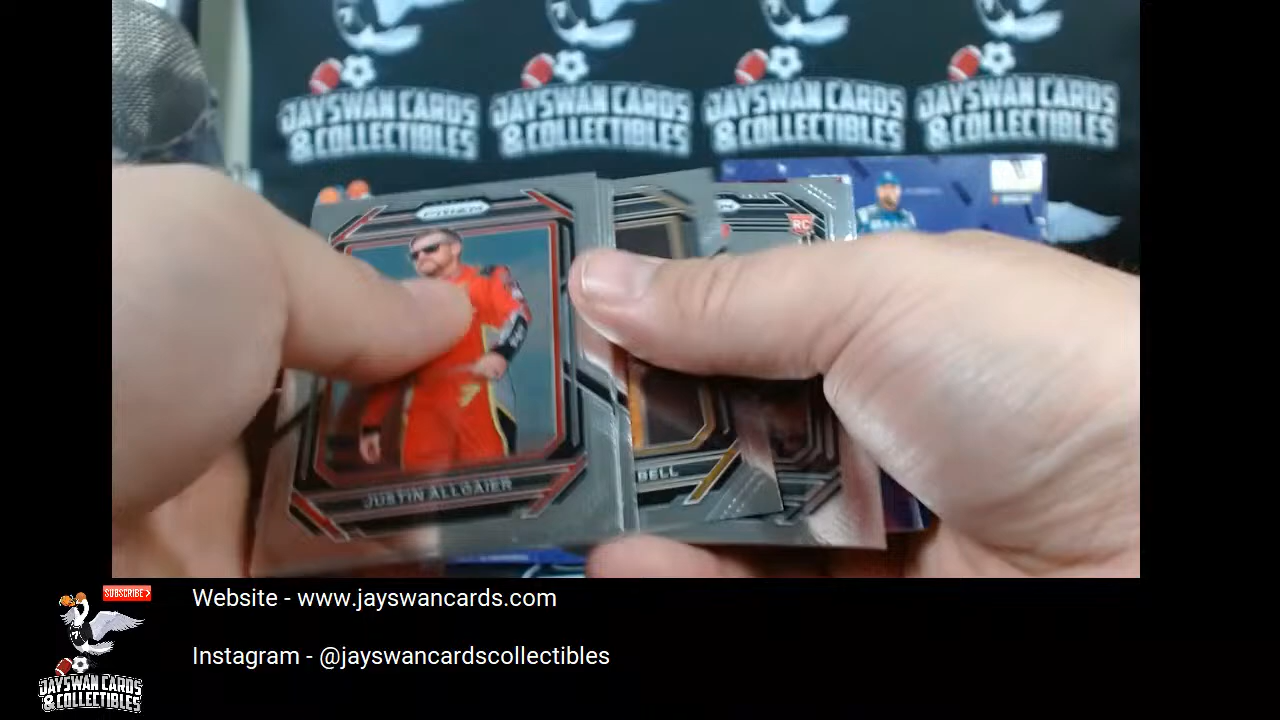 JAYSWAN CARDS
& COLLECTIBLES
JAYSWAN CARDS
& COLLECTIBLES
JAYSWAN CARDS
& COLLECTIBLES
JAYSWAN CARDS
& COLLECTIBLES
PRIZM
RC
BELL
JUSTIN ALLGAIER
SUBSCRIBE
Website - www.jayswancards.com
Instagram - @jayswancardscollectibles
JAYSWAN CARDS
& COLLECTIBLES